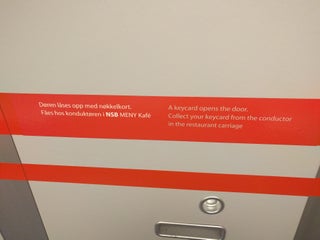 Døren låses opp med nøkkelkort.
Fåes hos konduktøren i NSB MENY Kafé
A keycard opens the door.
Collect your keycard from the conductor
in the restaurant carriage